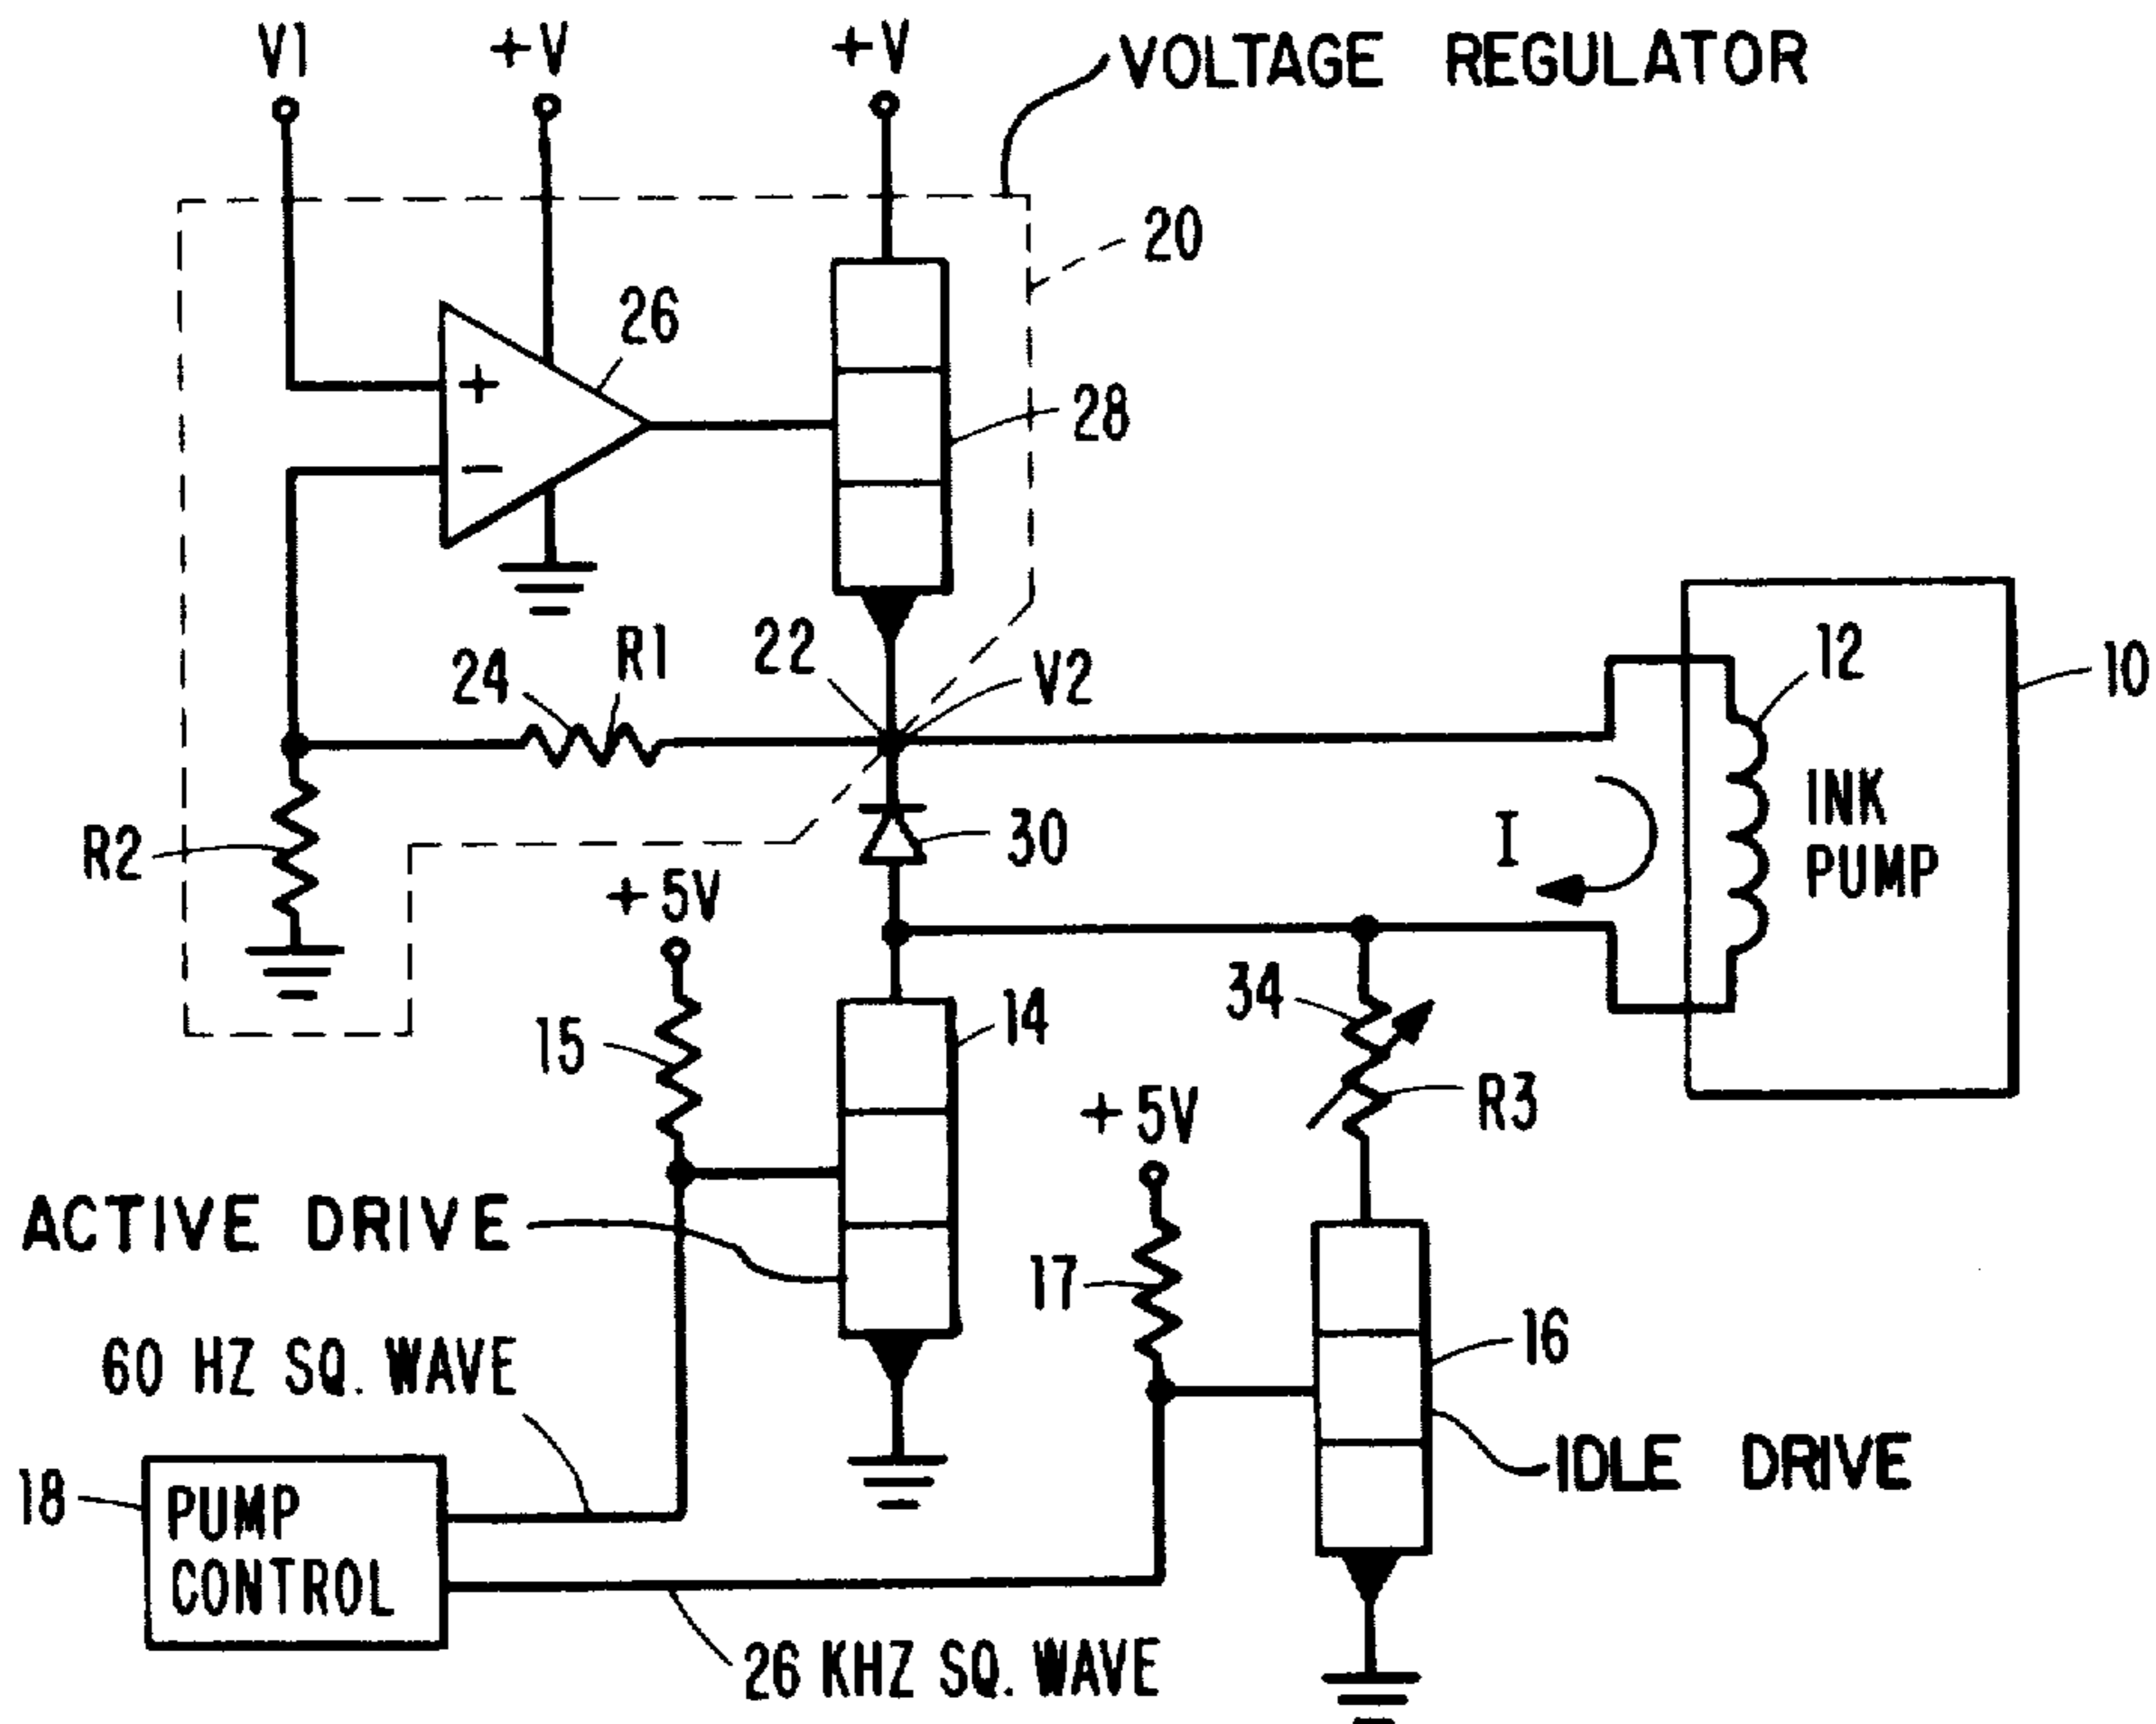 V1
+V
+V
VOLTAGE REGULATOR
20
26
+
28
−
22
V2
24
R1
12
10
R2
30
I
INK
PUMP
+5V
15
14
34
R3
+5V
ACTIVE DRIVE
17
16
60 HZ SQ. WAVE
IDLE DRIVE
18
PUMP
CONTROL
26 KHZ SQ. WAVE